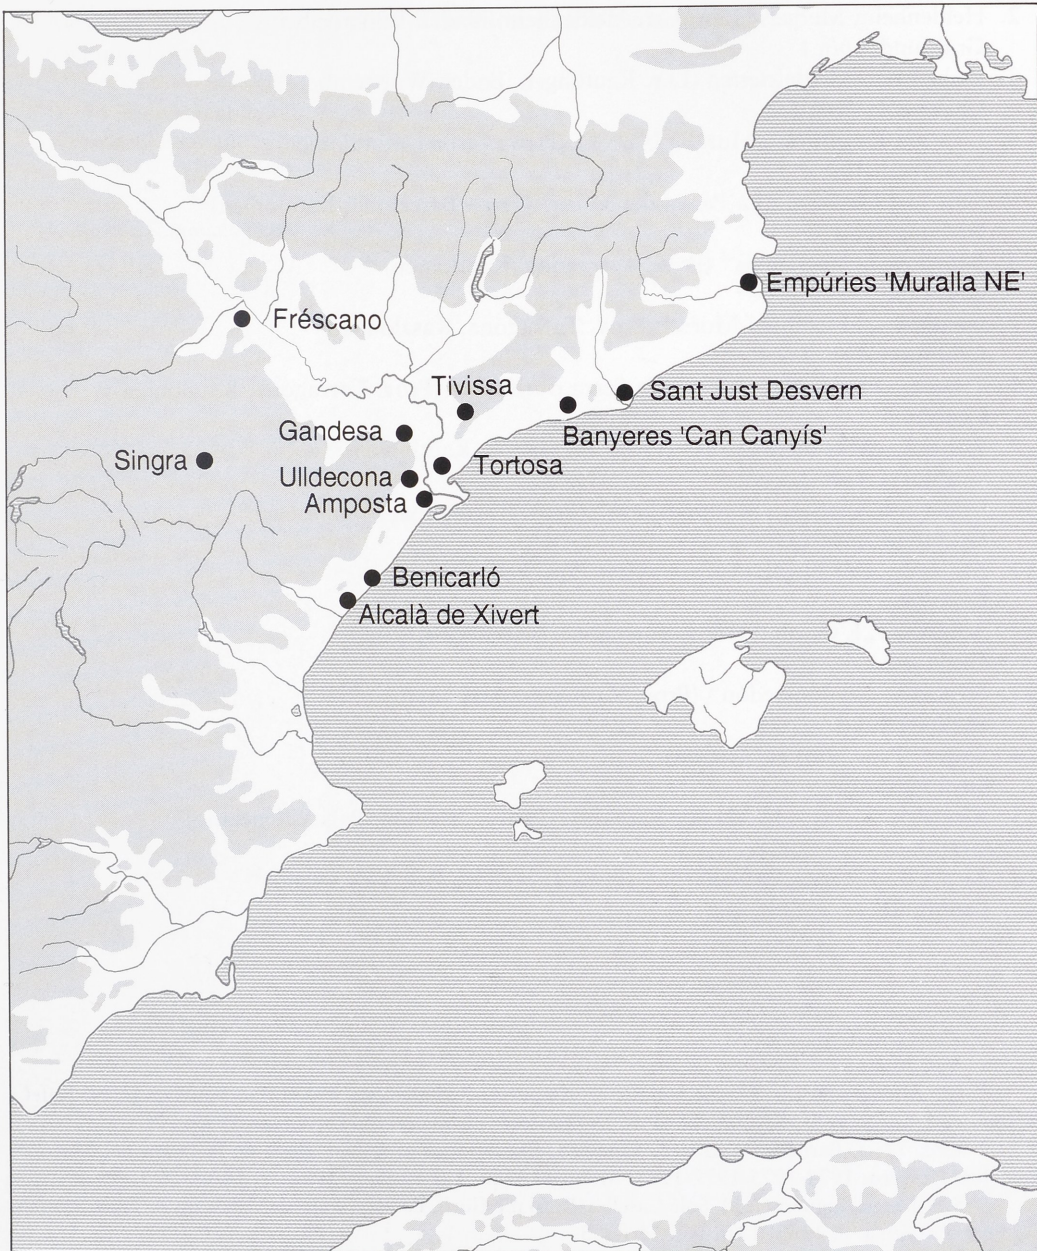 Empúries 'Muralla NE'
Fréscano
Tivissa
Sant Just Desvern
Gandesa
Banyeres 'Can Canyís'
Singra
Tortosa
Ulldecona
Amposta
Benicarló
Alcalà de Xivert